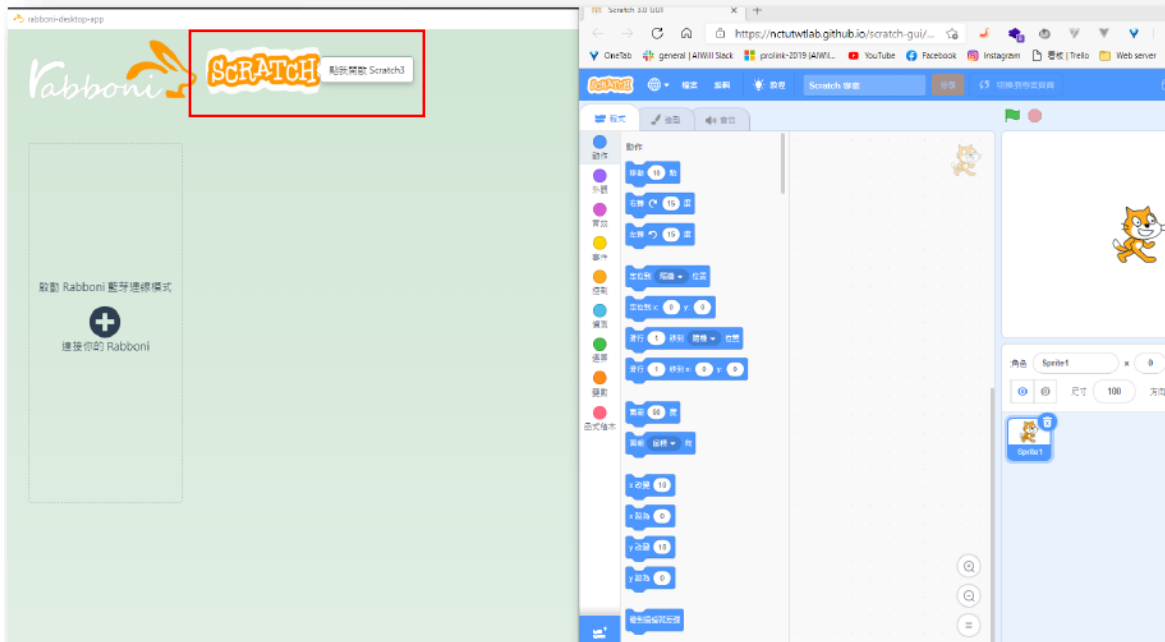 rabboni-desktop-app
rabboni
SCRATCH
點我開啟 Scratch3
啟動 Rabboni 藍芽連線模式
連接你的 Rabboni
Scratch 3.0 GUI
https://nctutwtlab.github.io/scratch-gui/...
OneTab
general | AIWill Slack
prolink-2019 (AIWil...
YouTube
Facebook
Instagram
看板 | Trello
Web server
SCRATCH
檔案
編輯
教程
Scratch 專案
分享
切換到專案頁面
程式
造型
音效
動作
外觀
音效
事件
控制
偵測
運算
變數
函式積木
動作
移動 10 點
右轉 15 度
左轉 15 度
定位到 隨機 位置
定位到 x: 0 y: 0
滑行 1 秒到 隨機 位置
滑行 1 秒到 x: 0 y: 0
面朝 90 度
面朝 鼠標 向
x 改變 10
x 設為 0
y 改變 10
y 設為 0
碰到邊緣就反彈
角色 Sprite1 x 0
尺寸 100 方向
Sprite1